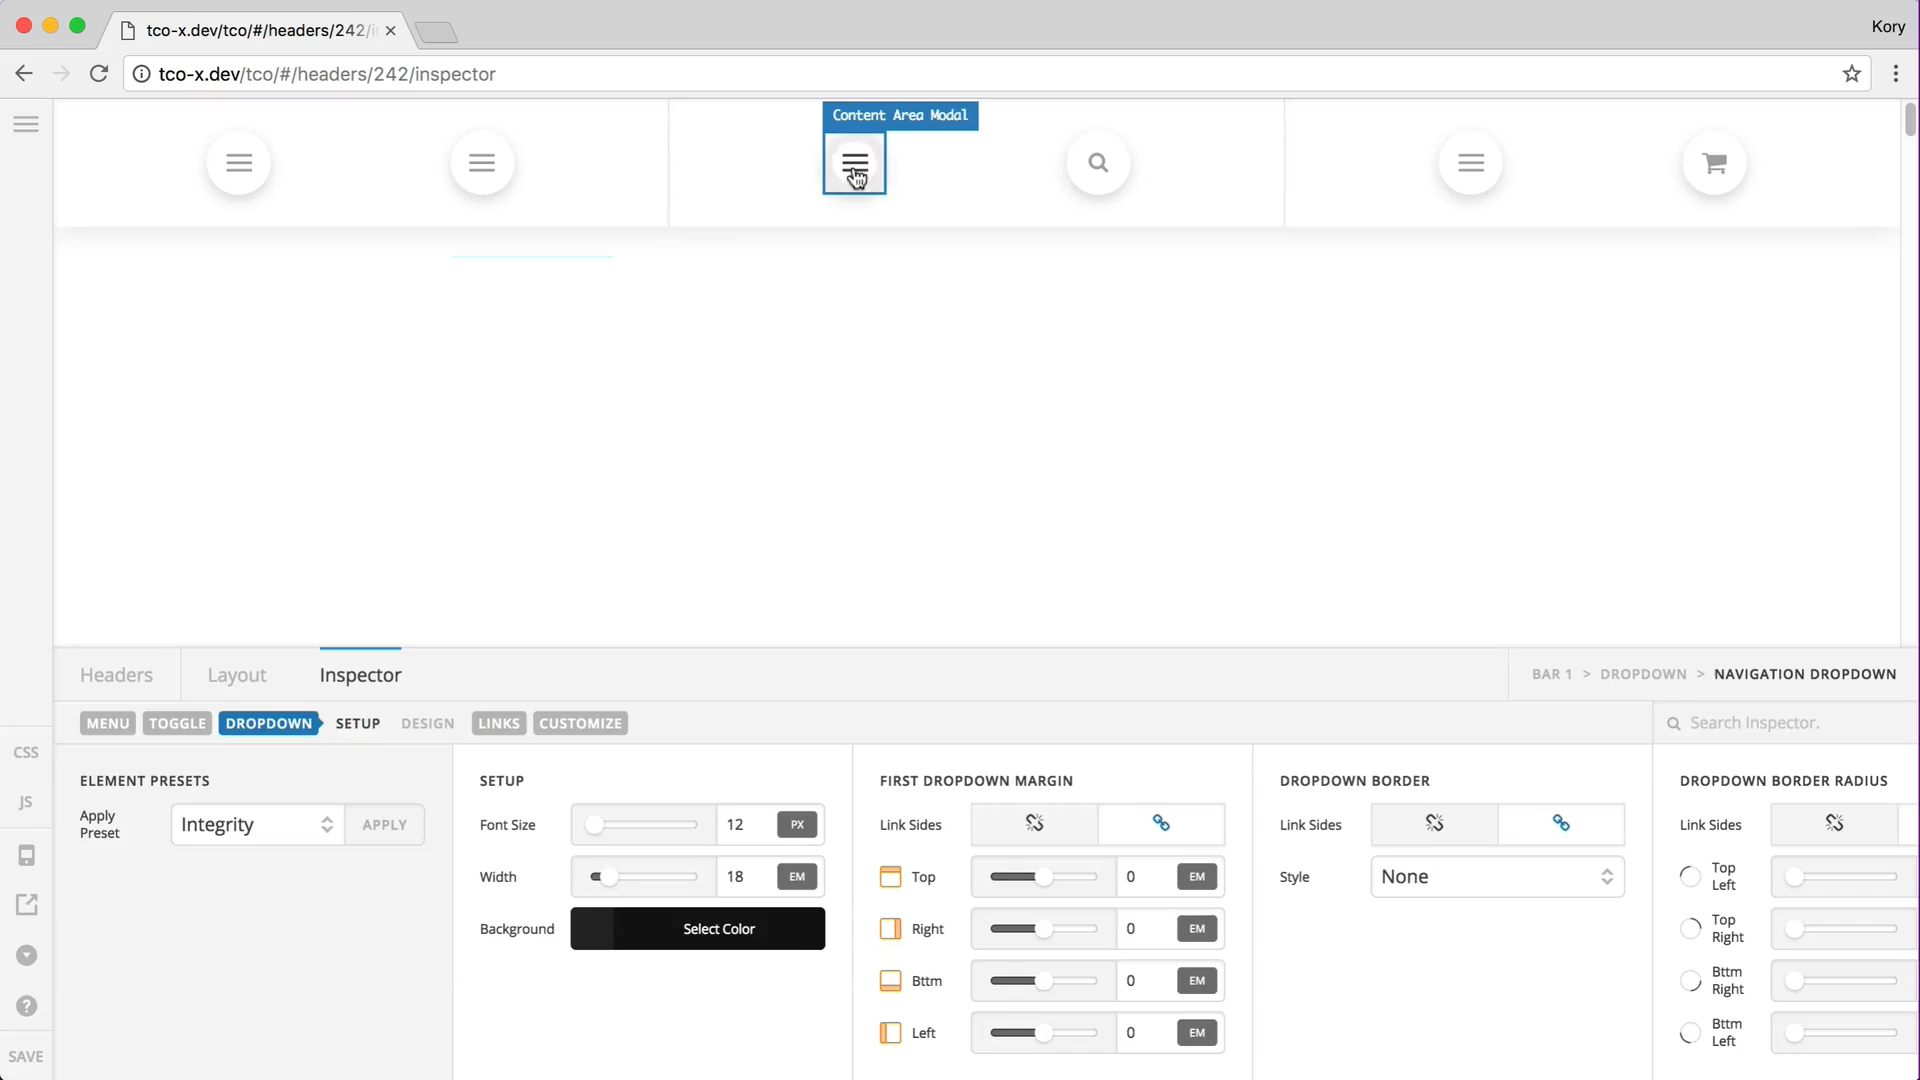 tco-x.dev/tco/#/headers/242/i
Kory
tco-x.dev/tco/#/headers/242/inspector
Content Area Modal
Headers
Layout
Inspector
BAR 1 > DROPDOWN > NAVIGATION DROPDOWN
MENU
TOGGLE
DROPDOWN
SETUP
DESIGN
LINKS
CUSTOMIZE
Search Inspector.
CSS
JS
SAVE
ELEMENT PRESETS
Apply
Preset
Integrity
APPLY
SETUP
Font Size
12
PX
Width
18
EM
Background
Select Color
FIRST DROPDOWN MARGIN
Link Sides
Top
0
EM
Right
0
EM
Bttm
0
EM
Left
0
EM
DROPDOWN BORDER
Link Sides
Style
None
DROPDOWN BORDER RADIUS
Link Sides
Top
Left
Top
Right
Bttm
Right
Bttm
Left